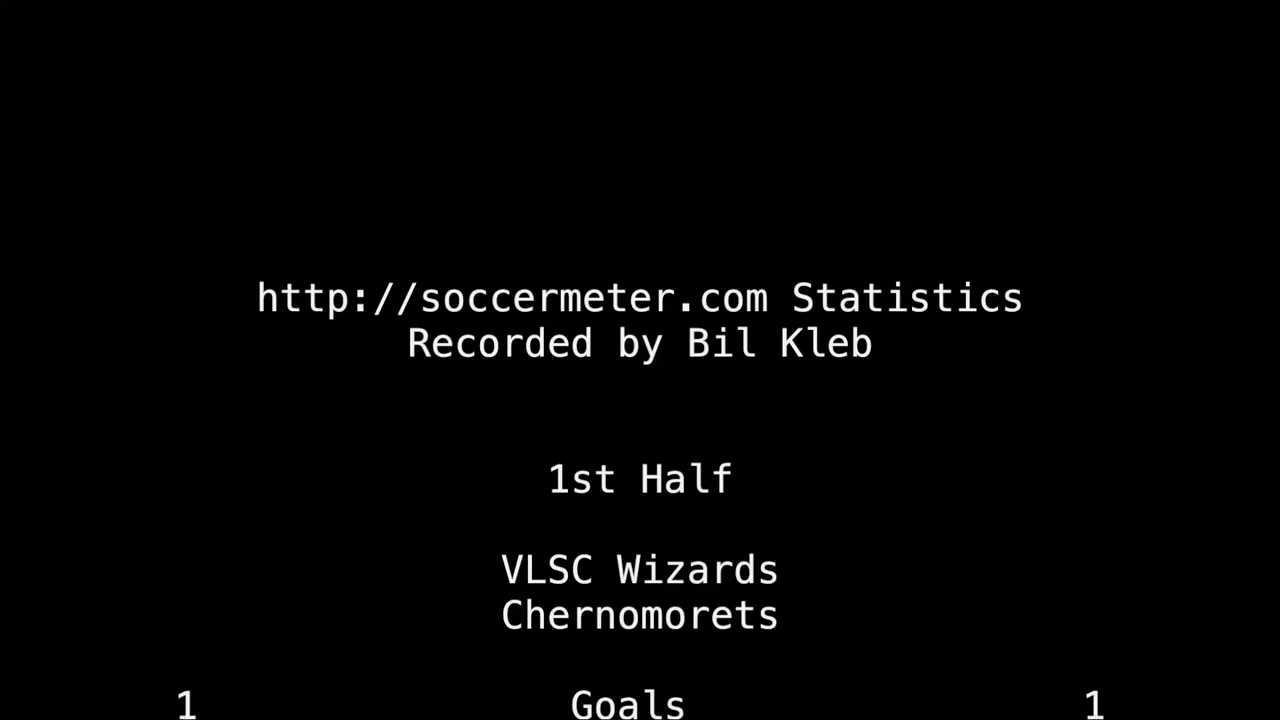 http://soccermeter.com Statistics
Recorded by Bil Kleb
1st Half
VLSC Wizards
Chernomorets
1 Goals 1